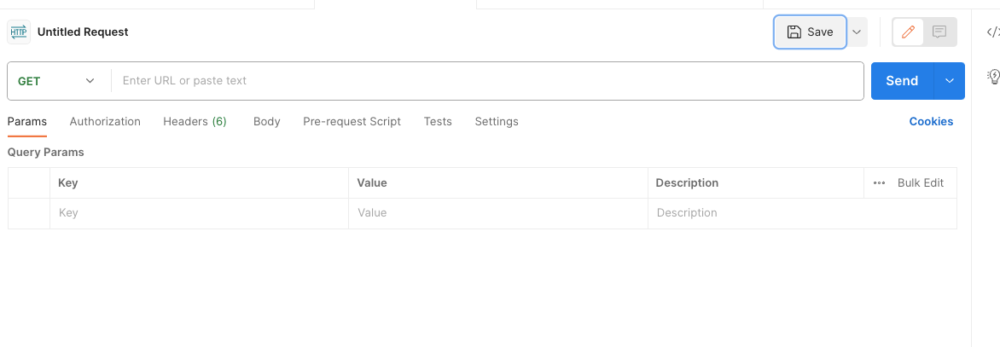 HTTP Untitled Request Save
GET Enter URL or paste text Send
Params Authorization Headers (6) Body Pre-request Script Tests Settings Cookies
Query Params
Key Value Description ••• Bulk Edit
Key Value Description